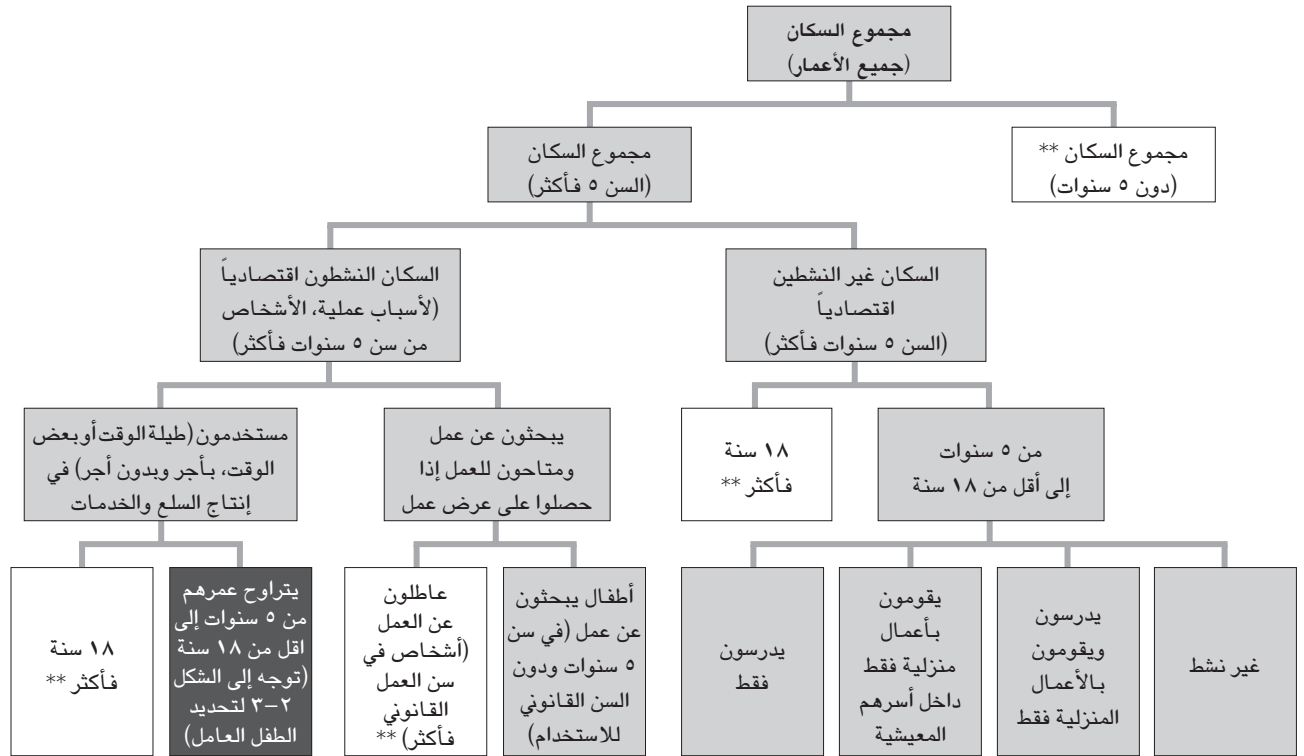 مجموع السكان
(جميع الأعمار)
مجموع السكان **
(دون ٥ سنوات)
مجموع السكان
(السن ٥ فأكثر)
السكان غير النشطين
اقتصادياً
(السن ٥ سنوات فأكثر)
السكان النشطون اقتصادياً
(لأسباب عملية، الأشخاص
من سن ٥ سنوات فأكثر)
من ٥ سنوات
إلى أقل من ١٨ سنة
١٨ سنة
فأكثر **
يبحثون عن عمل
ومتاحون للعمل إذا
حصلوا على عرض عمل
مستخدمون (طيلة الوقت أو بعض
الوقت، بأجر وبدون أجر) في
إنتاج السلع والخدمات
غير نشط
يدرسون
ويقومون
بالأعمال
المنزلية فقط
يقومون
بأعمال
منزلية فقط
داخل أسرهم
المعيشية
يدرسون
فقط
أطفال يبحثون
عن عمل (في سن
٥ سنوات ودون
السن القانوني
للاستخدام)
عاطلون
عن العمل
(أشخاص في
سن العمل
القانوني
فأكثر) **
يتراوح عمرهم
من ٥ سنوات إلى
اقل من ١٨ سنة
(توجه إلى الشكل
٢-٣ لتحديد
الطفل العامل)
١٨ سنة
فأكثر **